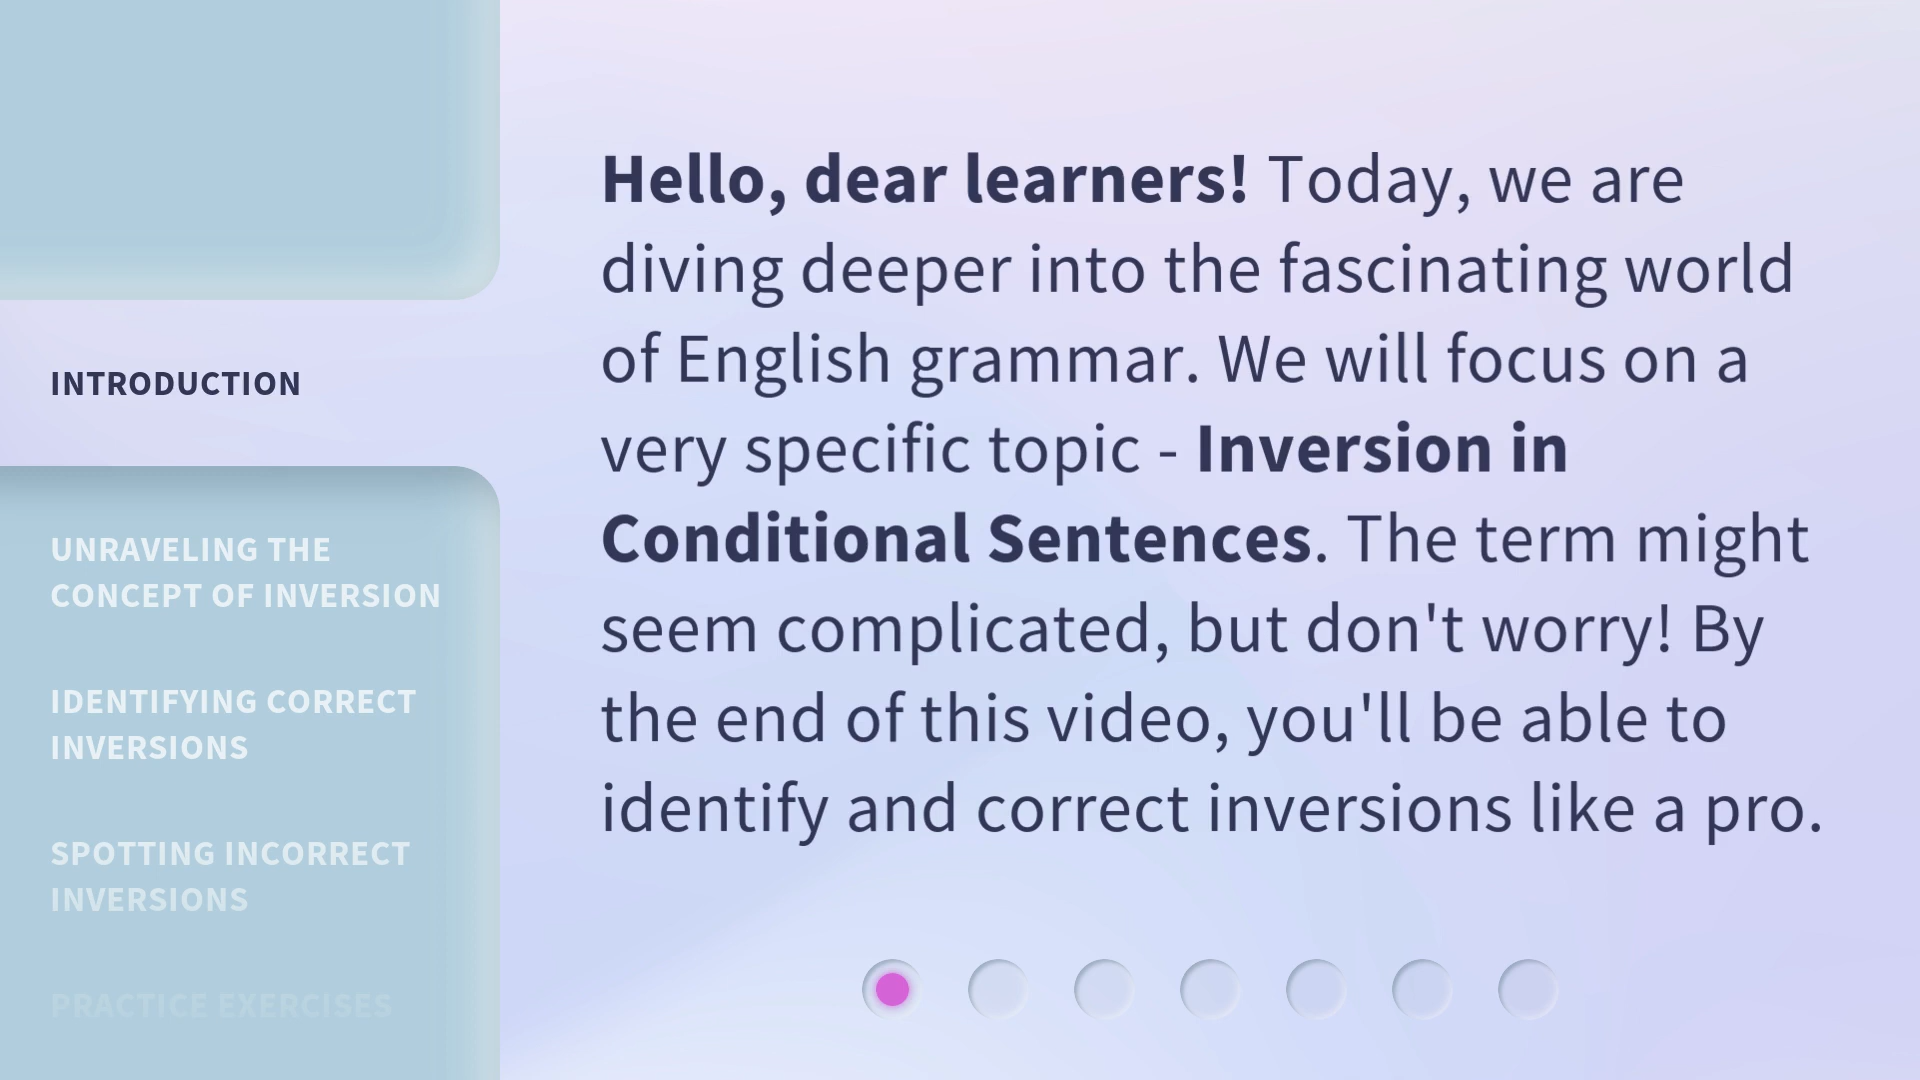 INTRODUCTION
UNRAVELING THE
CONCEPT OF INVERSION
IDENTIFYING CORRECT
INVERSIONS
SPOTTING INCORRECT
INVERSIONS
PRACTICE EXERCISES
Hello, dear learners! Today, we are
diving deeper into the fascinating world
of English grammar. We will focus on a
very specific topic - Inversion in
Conditional Sentences. The term might
seem complicated, but don't worry! By
the end of this video, you'll be able to
identify and correct inversions like a pro.